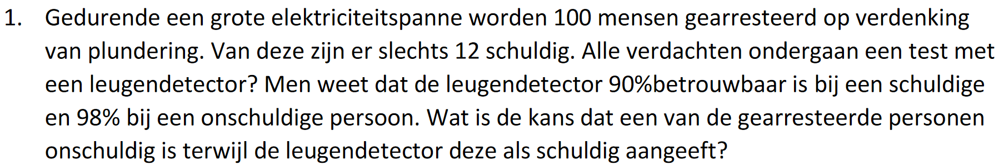 1. Gedurende een grote elektriciteitspanne worden 100 mensen gearresteerd op verdenking
van plundering. Van deze zijn er slechts 12 schuldig. Alle verdachten ondergaan een test met
een leugendetector? Men weet dat de leugendetector 90%betrouwbaar is bij een schuldige
en 98% bij een onschuldige persoon. Wat is de kans dat een van de gearresteerde personen
onschuldig is terwijl de leugendetector deze als schuldig aangeeft?